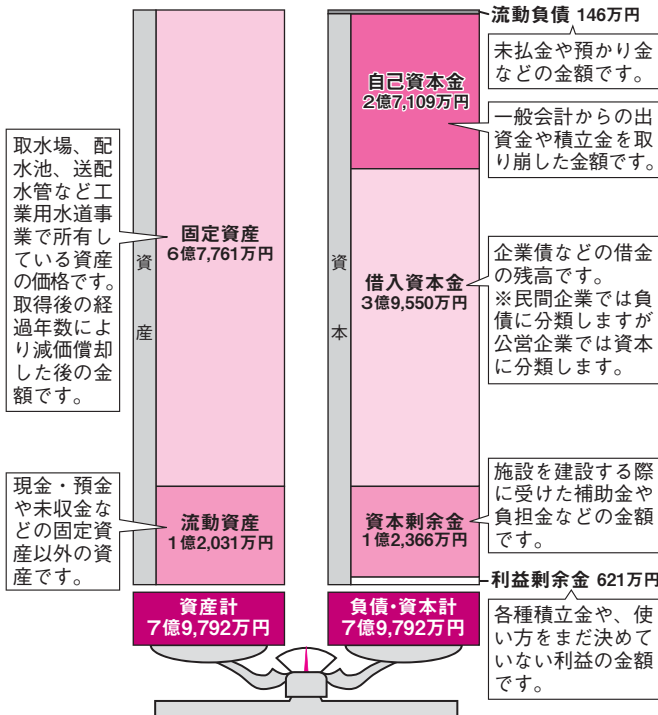 取水場、配
水池、送配
水管など工
業用水道事
業で所有し
ている資産
の価格です。
取得後の経
過年数によ
り減価償却
した後の金
額です。
現金・預金
や未収金な
どの固定資
産以外の資
産です。
資
産
固定資産
6億7,761万円
流動資産
1億2,031万円
資産計
7億9,792万円
資
本
自己資本金
2億7,109万円
借入資本金
3億9,550万円
資本剰余金
1億2,366万円
負債・資本計
7億9,792万円
流動負債 146万円
未払金や預かり金
などの金額です。
一般会計からの出
資金や積立金を取
り崩した金額です。
企業債などの借金
の残高です。
※民間企業では負
債に分類しますが
公営企業では資本
に分類します。
施設を建設する際
に受けた補助金や
負担金などの金額
です。
利益剰余金 621万円
各種積立金や、使
い方をまだ決めて
いない利益の金額
です。